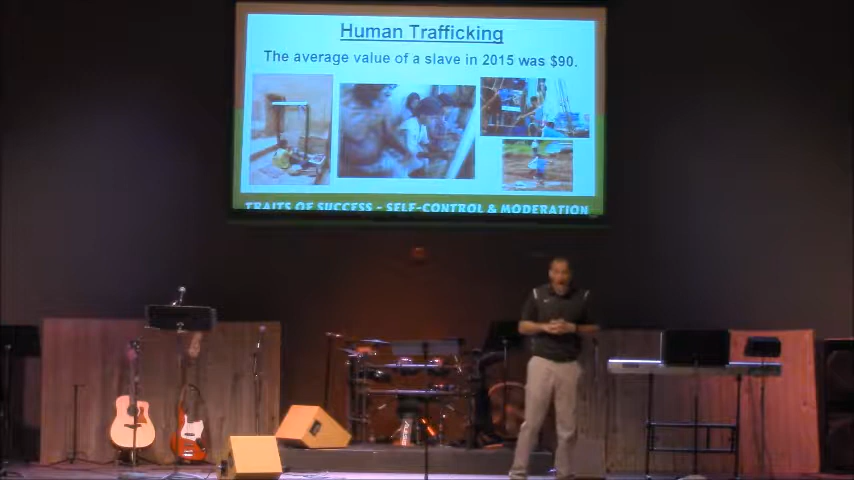 Human Trafficking
The average value of a slave in 2015 was $90.
TRAITS OF SUCCESS - SELF-CONTROL & MODERATION